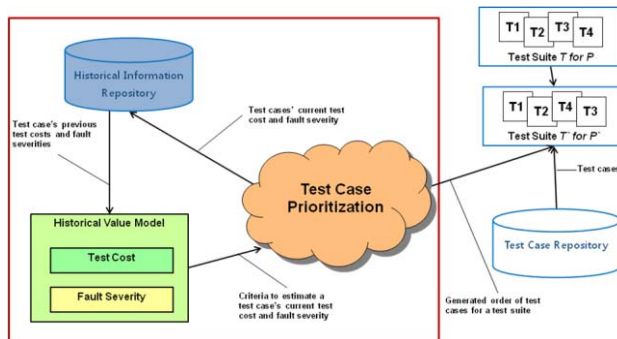 Historical Information
Repository
Test case's previous
test costs and fault
severities
Test cases' current test
cost and fault severity
Historical Value Model
Test Cost
Fault Severity
Test Case
Prioritization
Criteria to estimate a
test case's current test
cost and fault severity
T1
T2
T3
T4
Test Suite T for P
T1
T2
T4
T3
Test Suite T` for P`
Test cases
Test Case Repository
Generated order of test
cases for a test suite